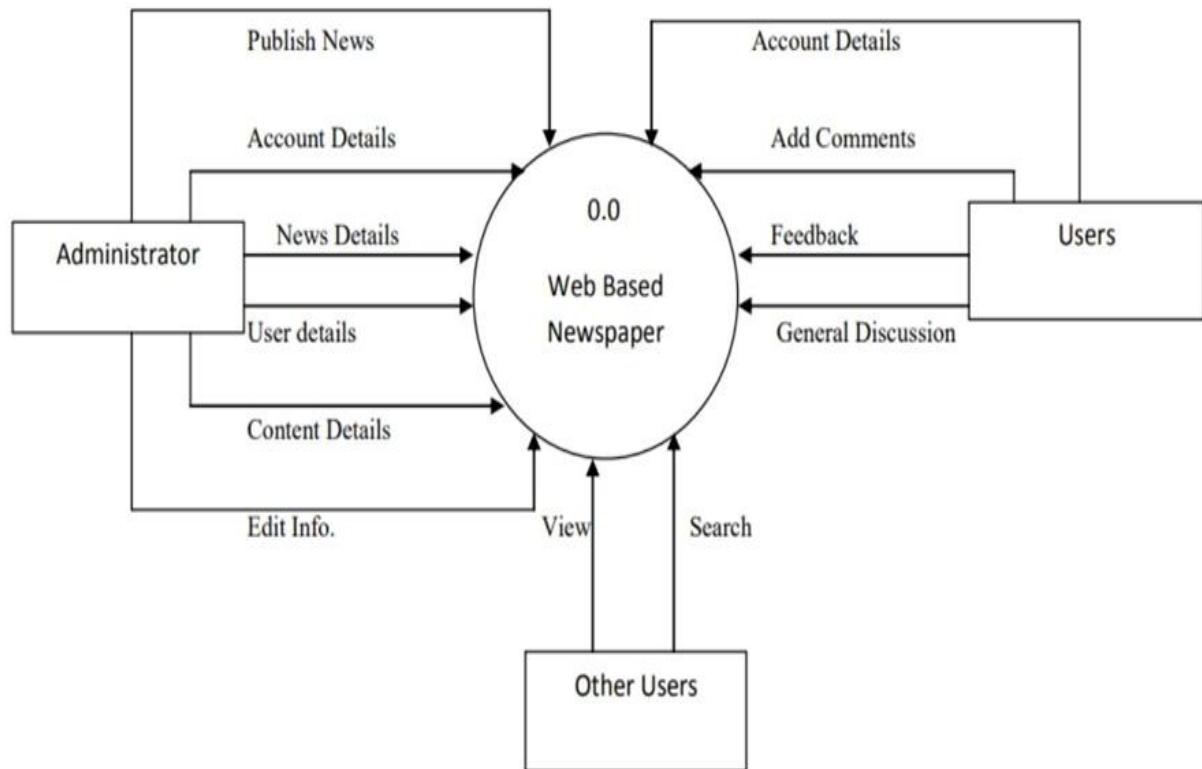 Publish News
Account Details
Account Details
Add Comments
Administrator
News Details
User details
Content Details
Edit Info.
0.0
Web Based
Newspaper
Feedback
General Discussion
Users
View
Search
Other Users